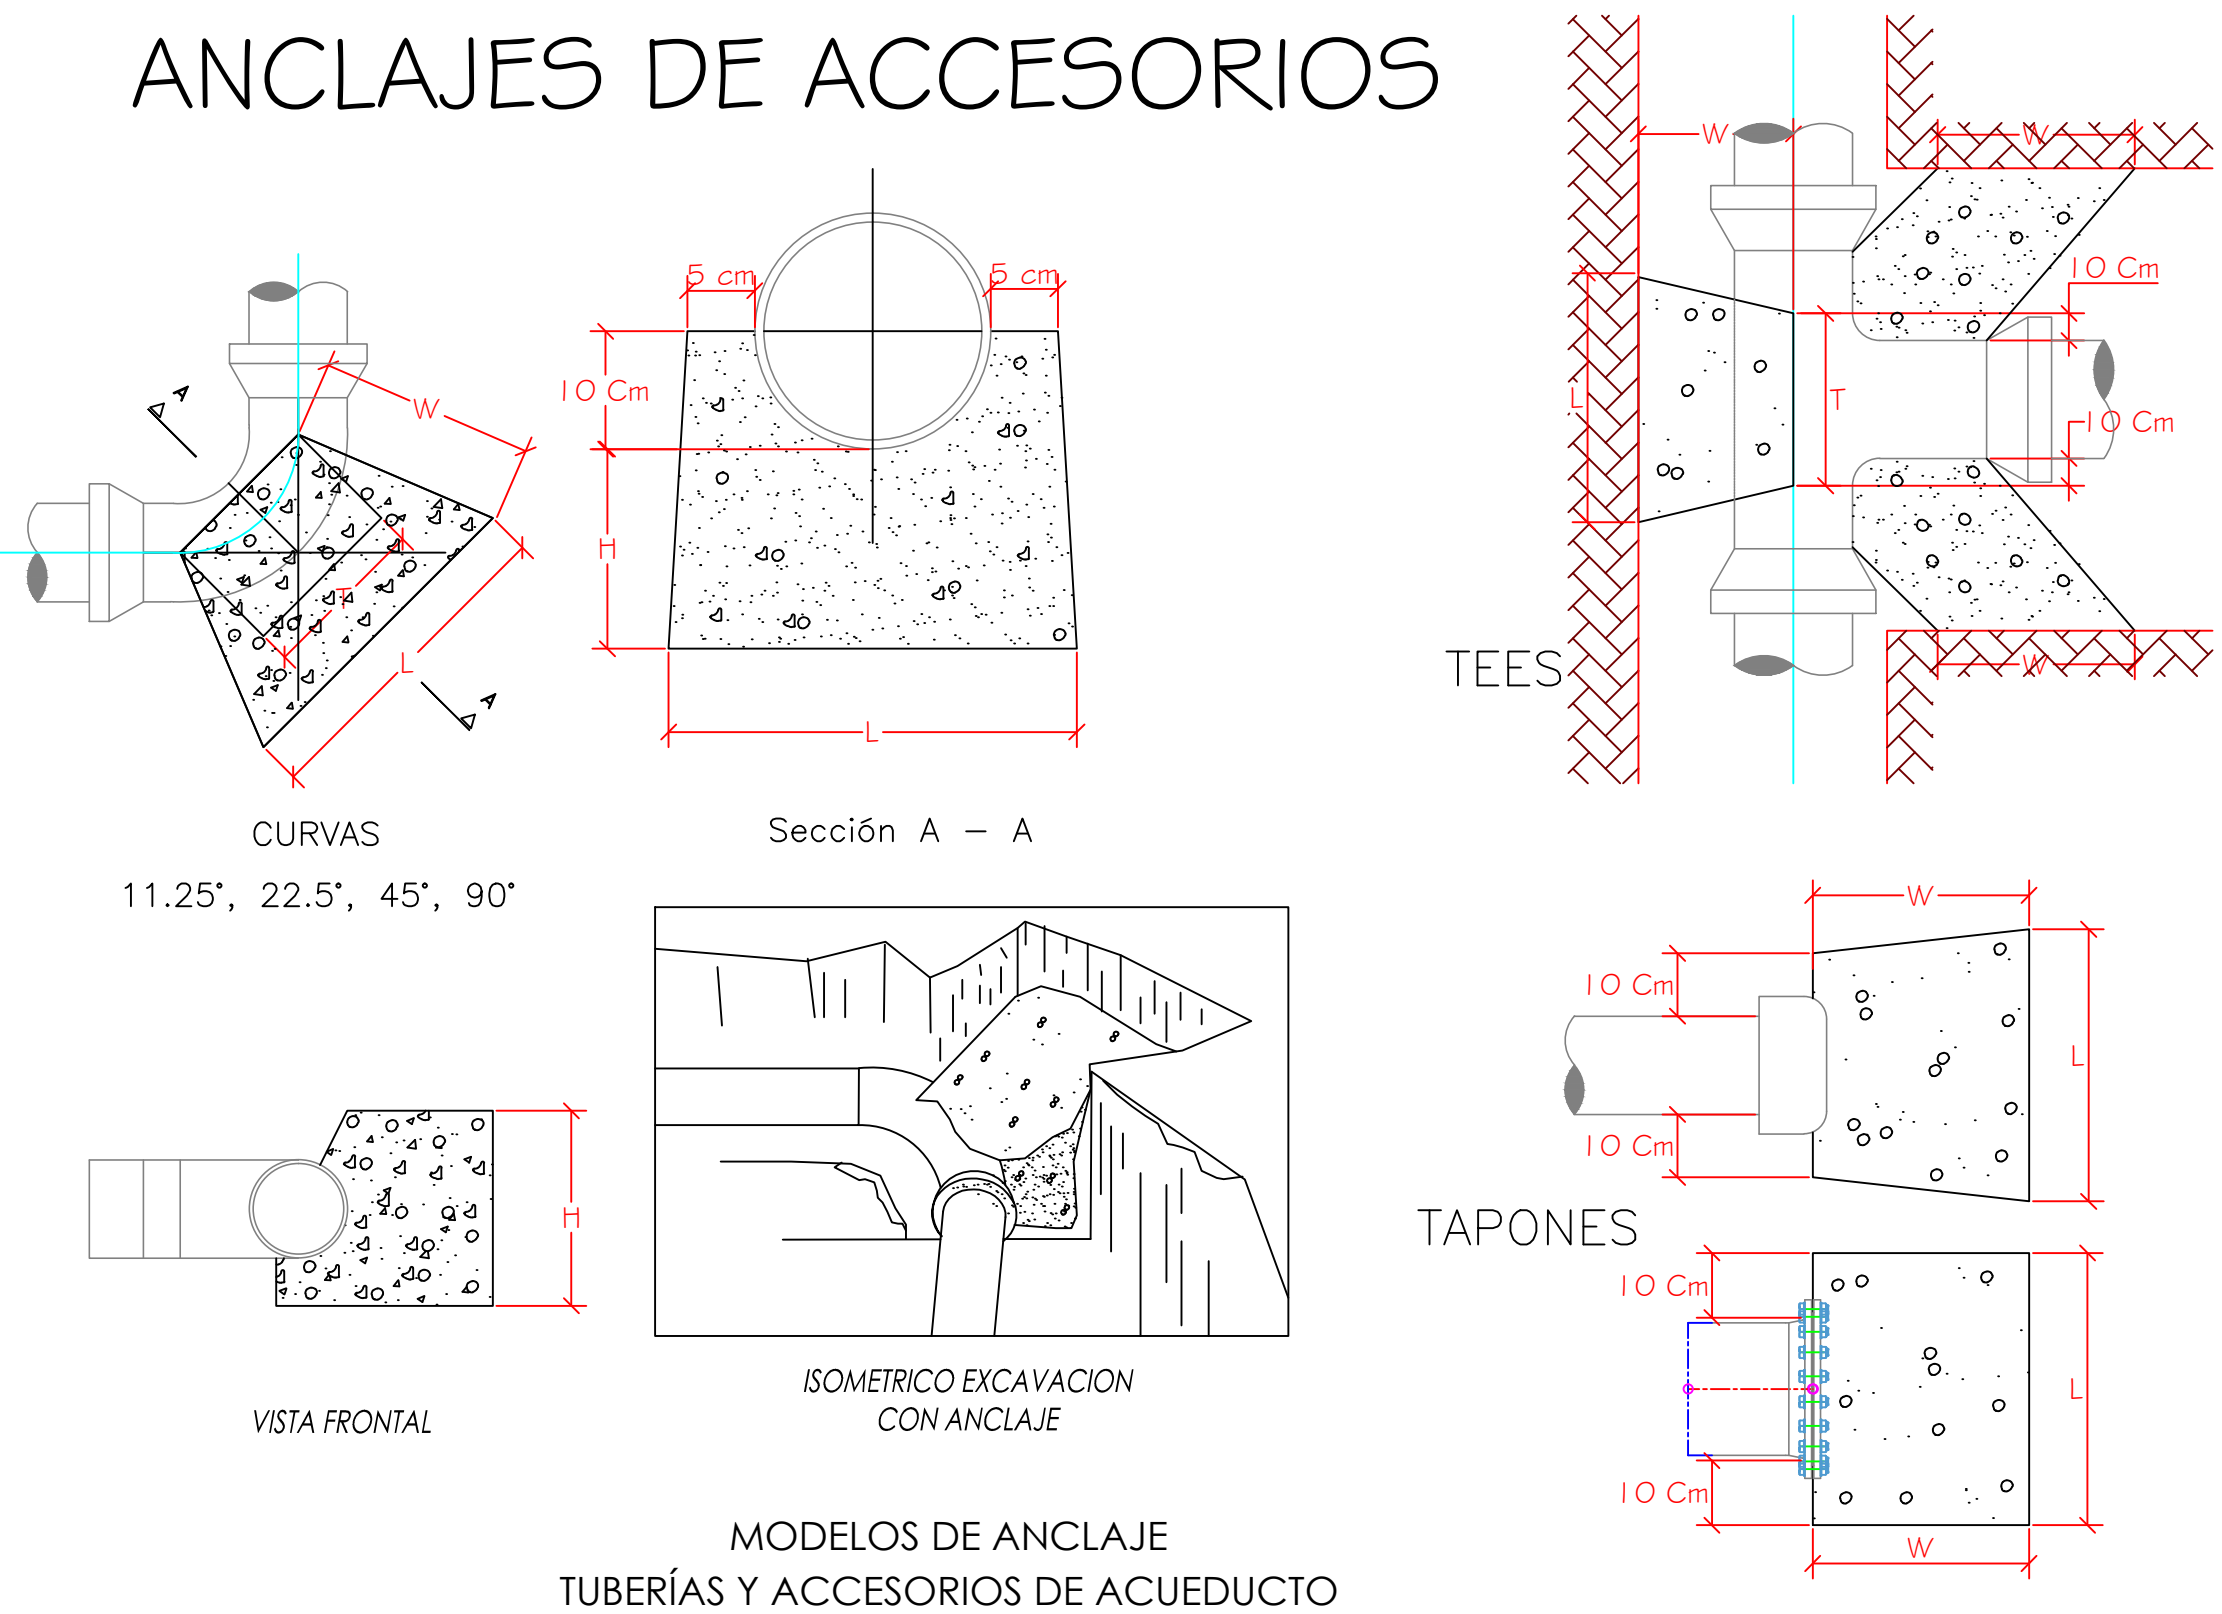 ANCLAJES DE ACCESORIOS
W
W
5 cm
5 cm
10 Cm
10 Cm
A
W
L
T
10 Cm
H
T
L
A
L
10 Cm
TEES
W
CURVAS
11.25°, 22.5°, 45°, 90°
Sección A - A
W
10 Cm
L
10 Cm
H
TAPONES
10 Cm
L
10 Cm
W
VISTA FRONTAL
ISOMETRICO EXCAVACION
CON ANCLAJE
MODELOS DE ANCLAJE
TUBERÍAS Y ACCESORIOS DE ACUEDUCTO